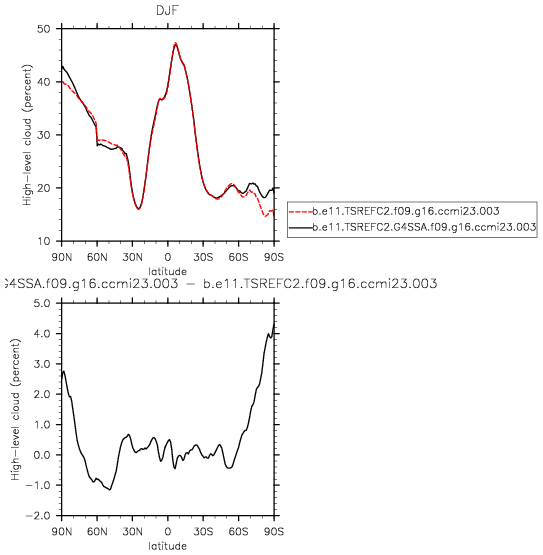 DJF
50
40
30
20
10
High-level cloud (percent)
90N 60N 30N 0 30S 60S 90S
latitude
b.e11.TSREFC2.f09.g16.ccmi23.003
b.e11.TSREFC2.G4SSA.f09.g16.ccmi23.003
G4SSA.f09.g16.ccmi23.003 − b.e11.TSREFC2.f09.g16.ccmi23.003
5.0
4.0
3.0
2.0
1.0
0.0
−1.0
−2.0
High-level cloud (percent)
90N 60N 30N 0 30S 60S 90S
latitude